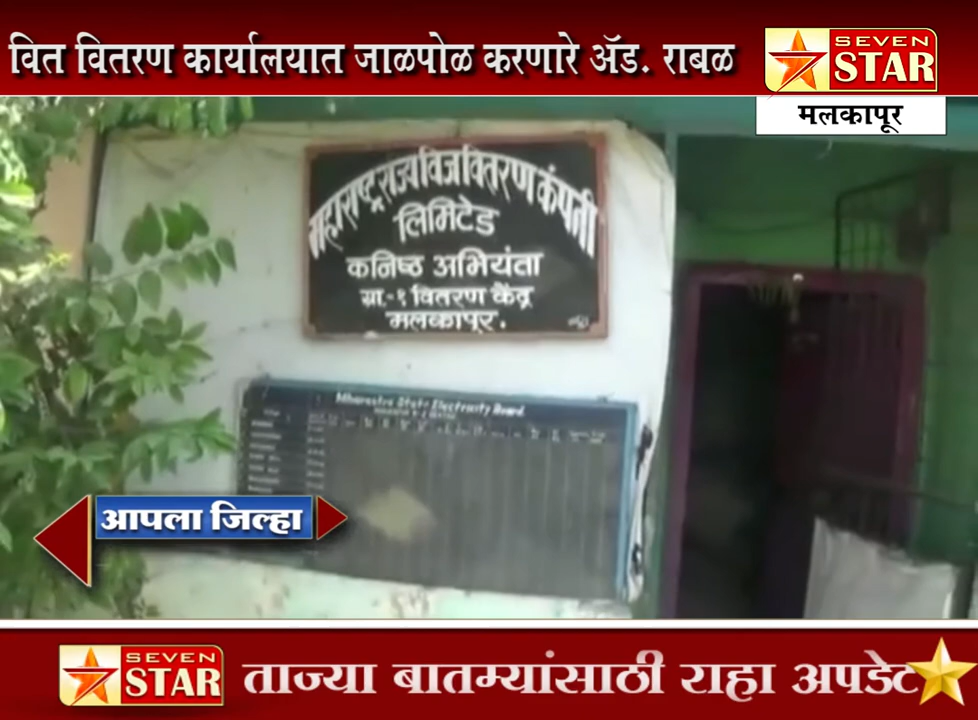 वित वितरण कार्यालयात जाळपोळ करणारे ॲड. राबळ
SEVEN
STAR
मलकापूर
महाराष्ट्र राज्य विज वितरण कंपनी
लिमिटेड
कनिष्ठ अभियंता
ग्रा.-१ वितरण केंद्र
मलकापूर.
Mharastra State Electricity Board
आपला जिल्हा
SEVEN
STAR
ताज्या बातम्यांसाठी राहा अपडेट